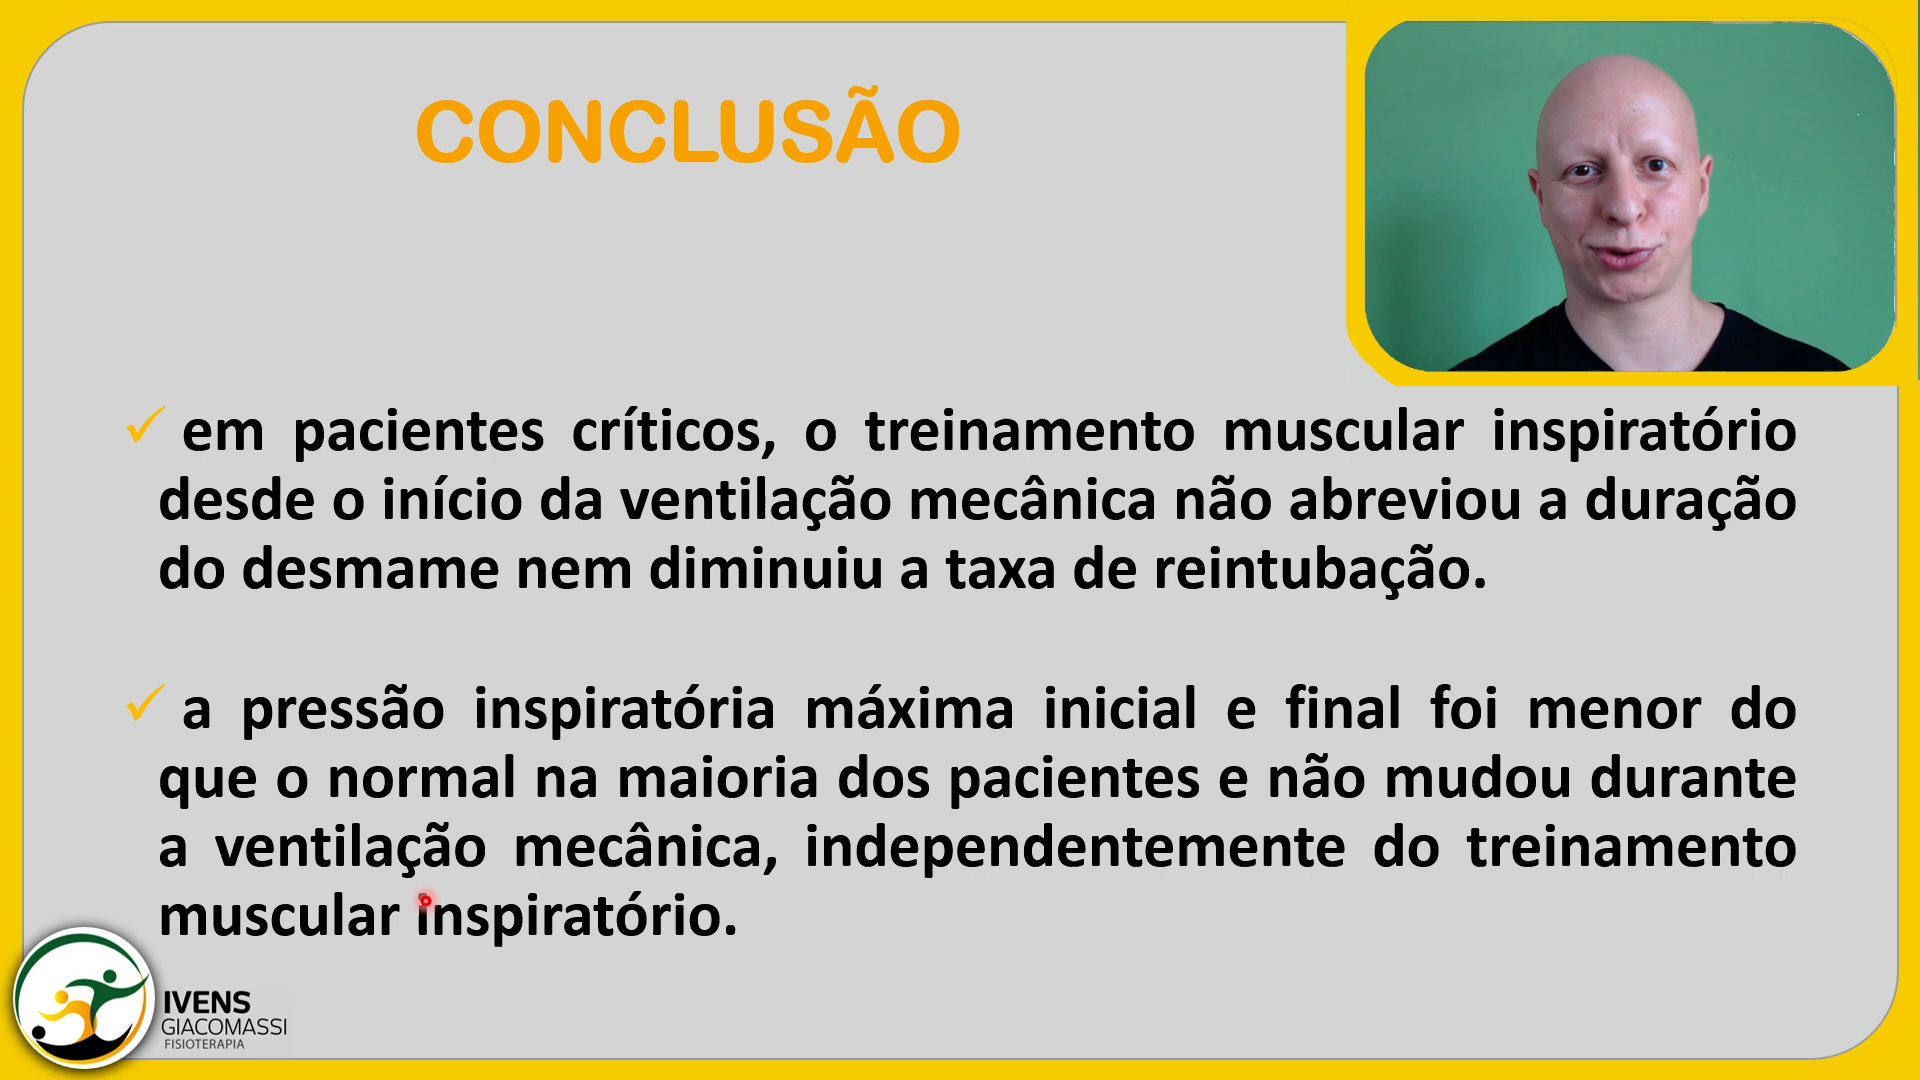 CONCLUSÃO
✓ em pacientes críticos, o treinamento muscular inspiratório
desde o início da ventilação mecânica não abreviou a duração
do desmame nem diminuiu a taxa de reintubação.
✓ a pressão inspiratória máxima inicial e final foi menor do
que o normal na maioria dos pacientes e não mudou durante
a ventilação mecânica, independentemente do treinamento
muscular inspiratório.
IVENS
GIACOMASSI
FISIOTERAPIA